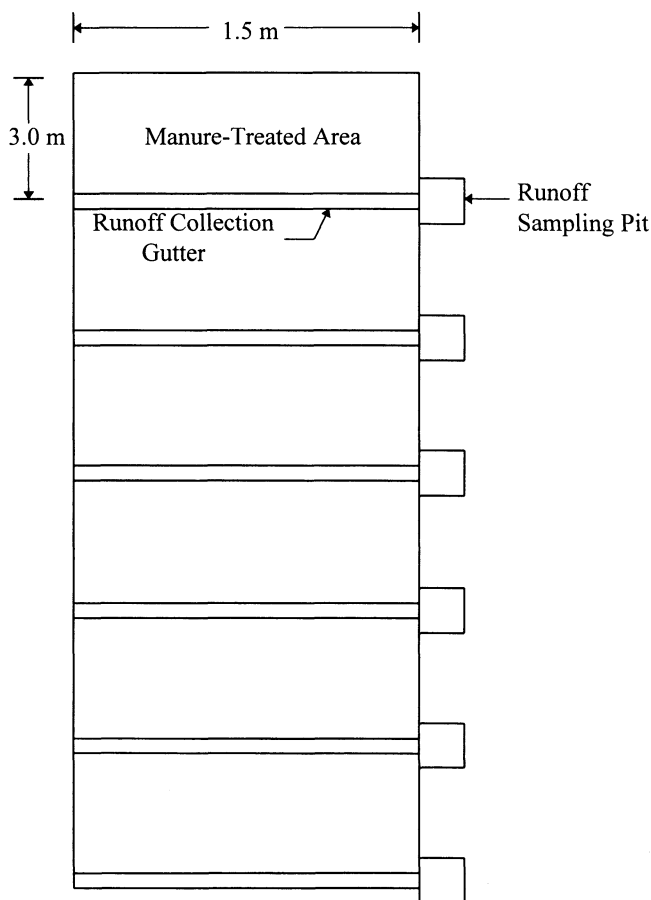 1.5 m
3.0 m
Manure-Treated Area
Runoff
Sampling Pit
Runoff Collection
Gutter